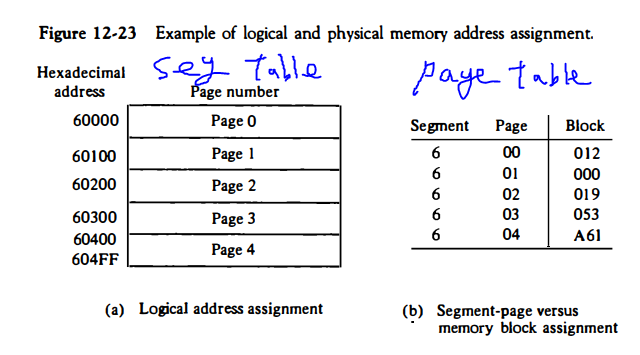 Figure 12-23 Example of logical and physical memory address assignment.
Seg Table
Page table
Hexadecimal
address
Page number
60000 Page 0
60100 Page 1
60200 Page 2
60300 Page 3
60400
604FF
Page 4
Segment Page Block
6 00 012
6 01 000
6 02 019
6 03 053
6 04 A61
(a) Logical address assignment
(b) Segment-page versus
memory block assignment